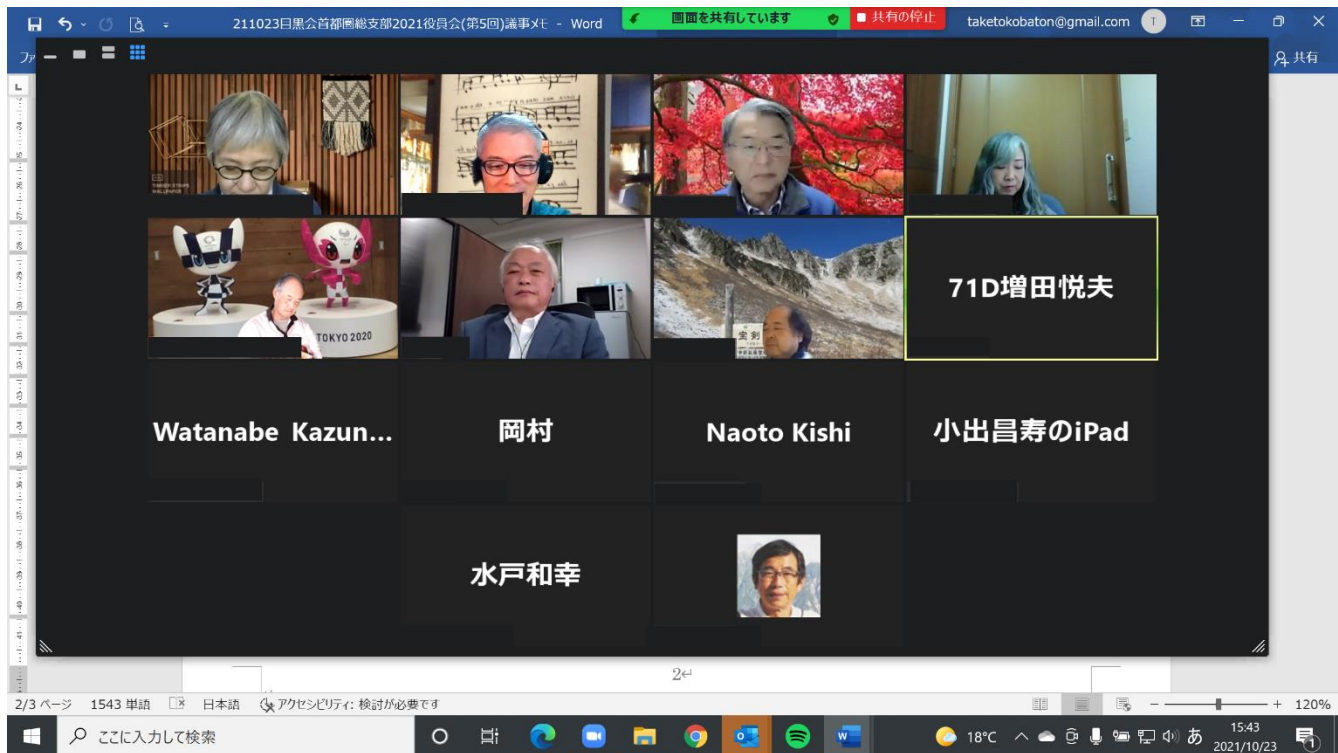 211023目黒会首都圏総支部2021役員会(第5回)議事メモ - Word
画面を共有しています
共有の停止
taketokobaton@gmail.com
T
ファ
共有
TOKYO 2020
宝剣
71D増田悦夫
Watanabe Kazun...
岡村
Naoto Kishi
小出昌寿のiPad
水戸和幸
2
2/3 ページ
1543 単語
日本語
アクセシビリティ: 検討が必要です
120%
ここに入力して検索
18°C
あ
15:43
2021/10/23
1